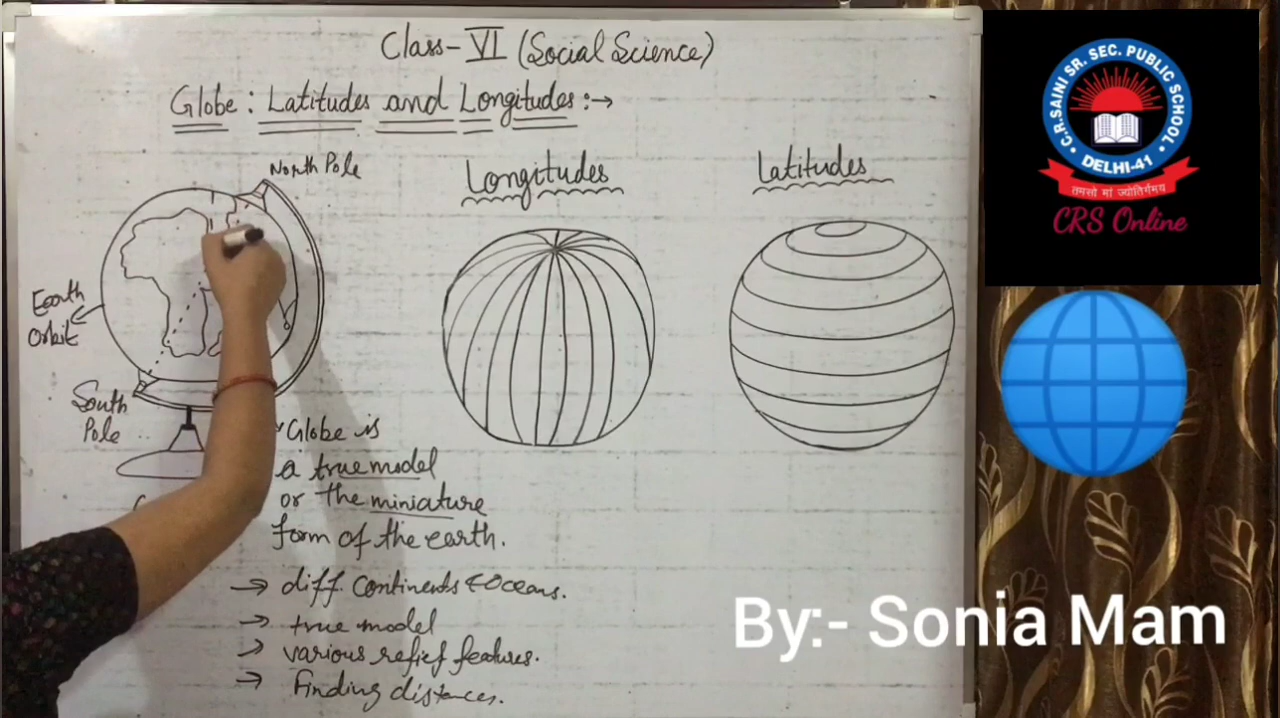 Class-VI (Social Science)
Globe: Latitudes and Longitudes:→
North Pole
Longitudes
Latitudes
Earth
Orbit
South
Pole
Globe is
a true model
or the miniature
form of the earth.
→ diff. continents & Oceans.
→ true model
→ various relief features.
→ Finding distances.
C.R.SAINI SR. SEC. PUBLIC SCHOOL
DELHI-41
तमसो मां ज्योतिर्गमय
CRS Online
By:- Sonia Mam